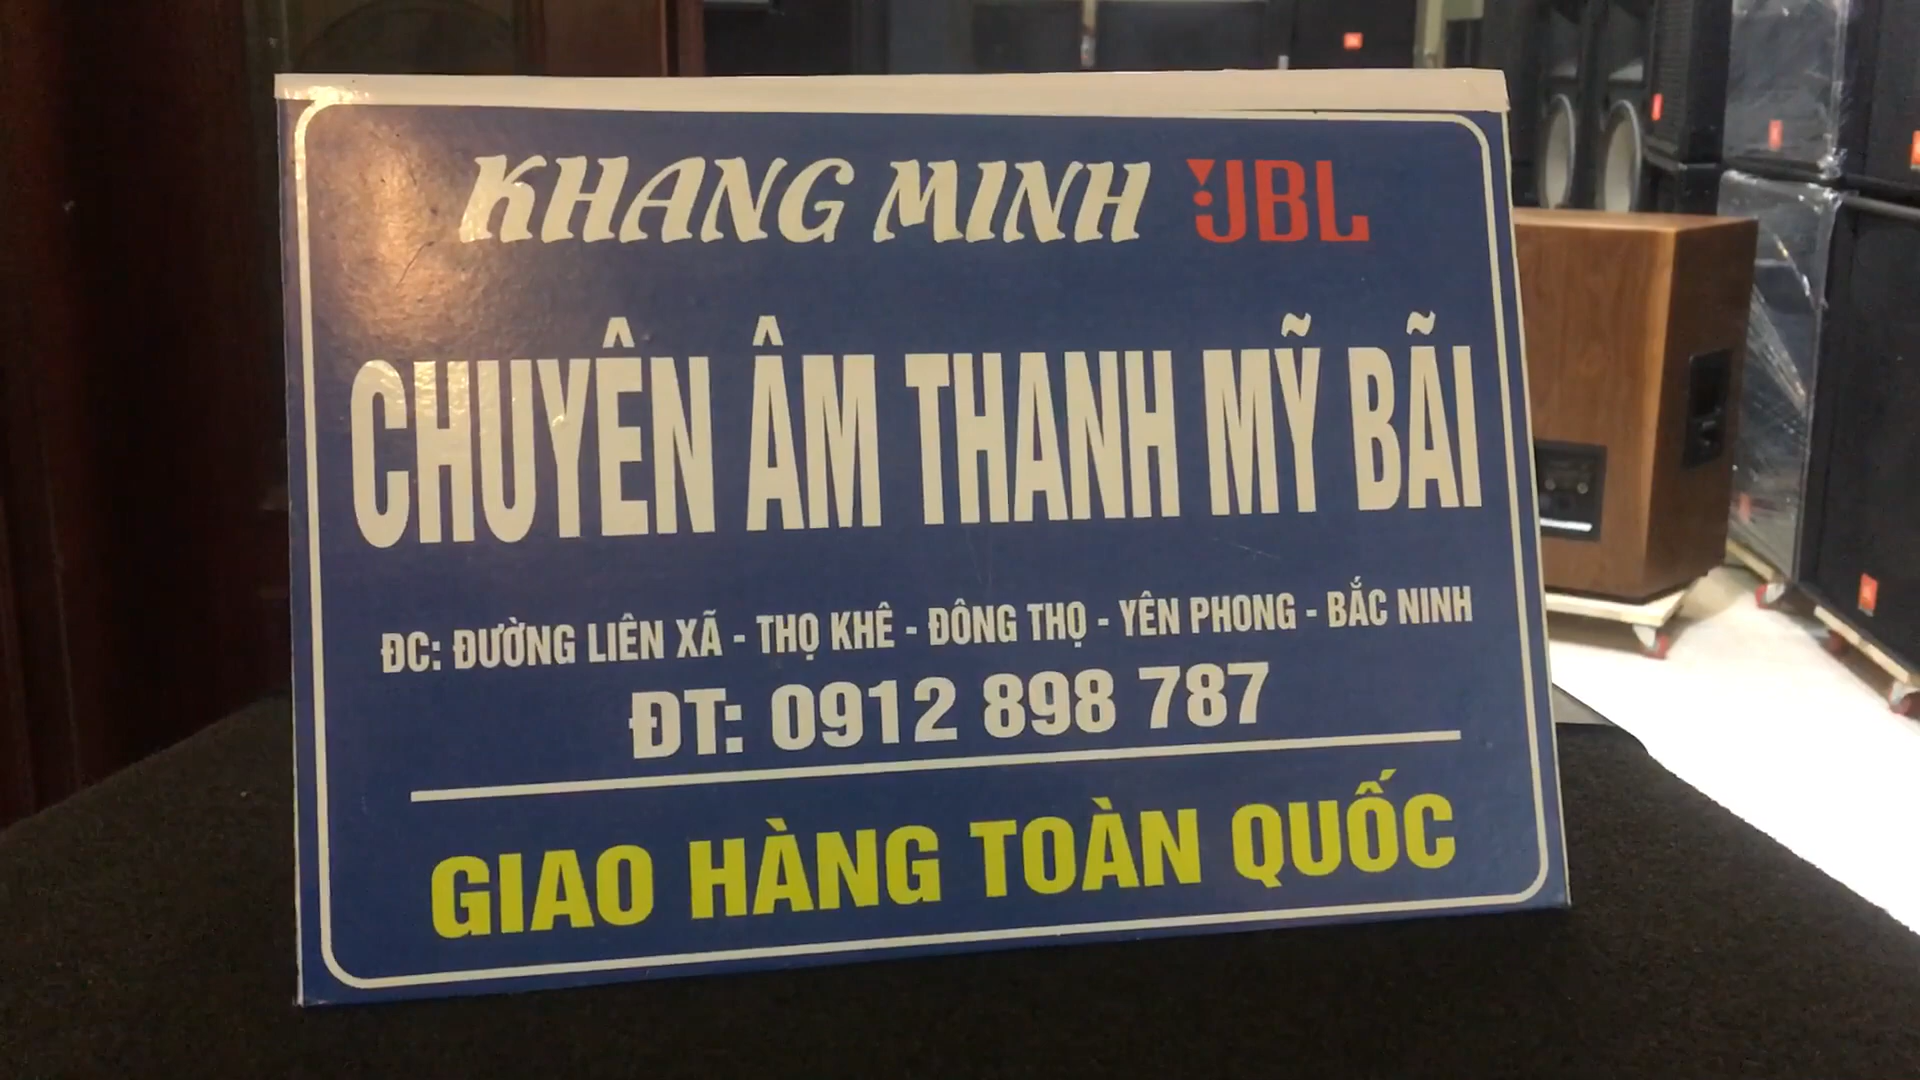 KHANG MINH JBL
CHUYÊN ÂM THANH MỸ BÃI
ĐC: ĐƯỜNG LIÊN XÃ - THỌ KHÊ - ĐÔNG THỌ - YÊN PHONG - BẮC NINH
ĐT: 0912 898 787
GIAO HÀNG TOÀN QUỐC